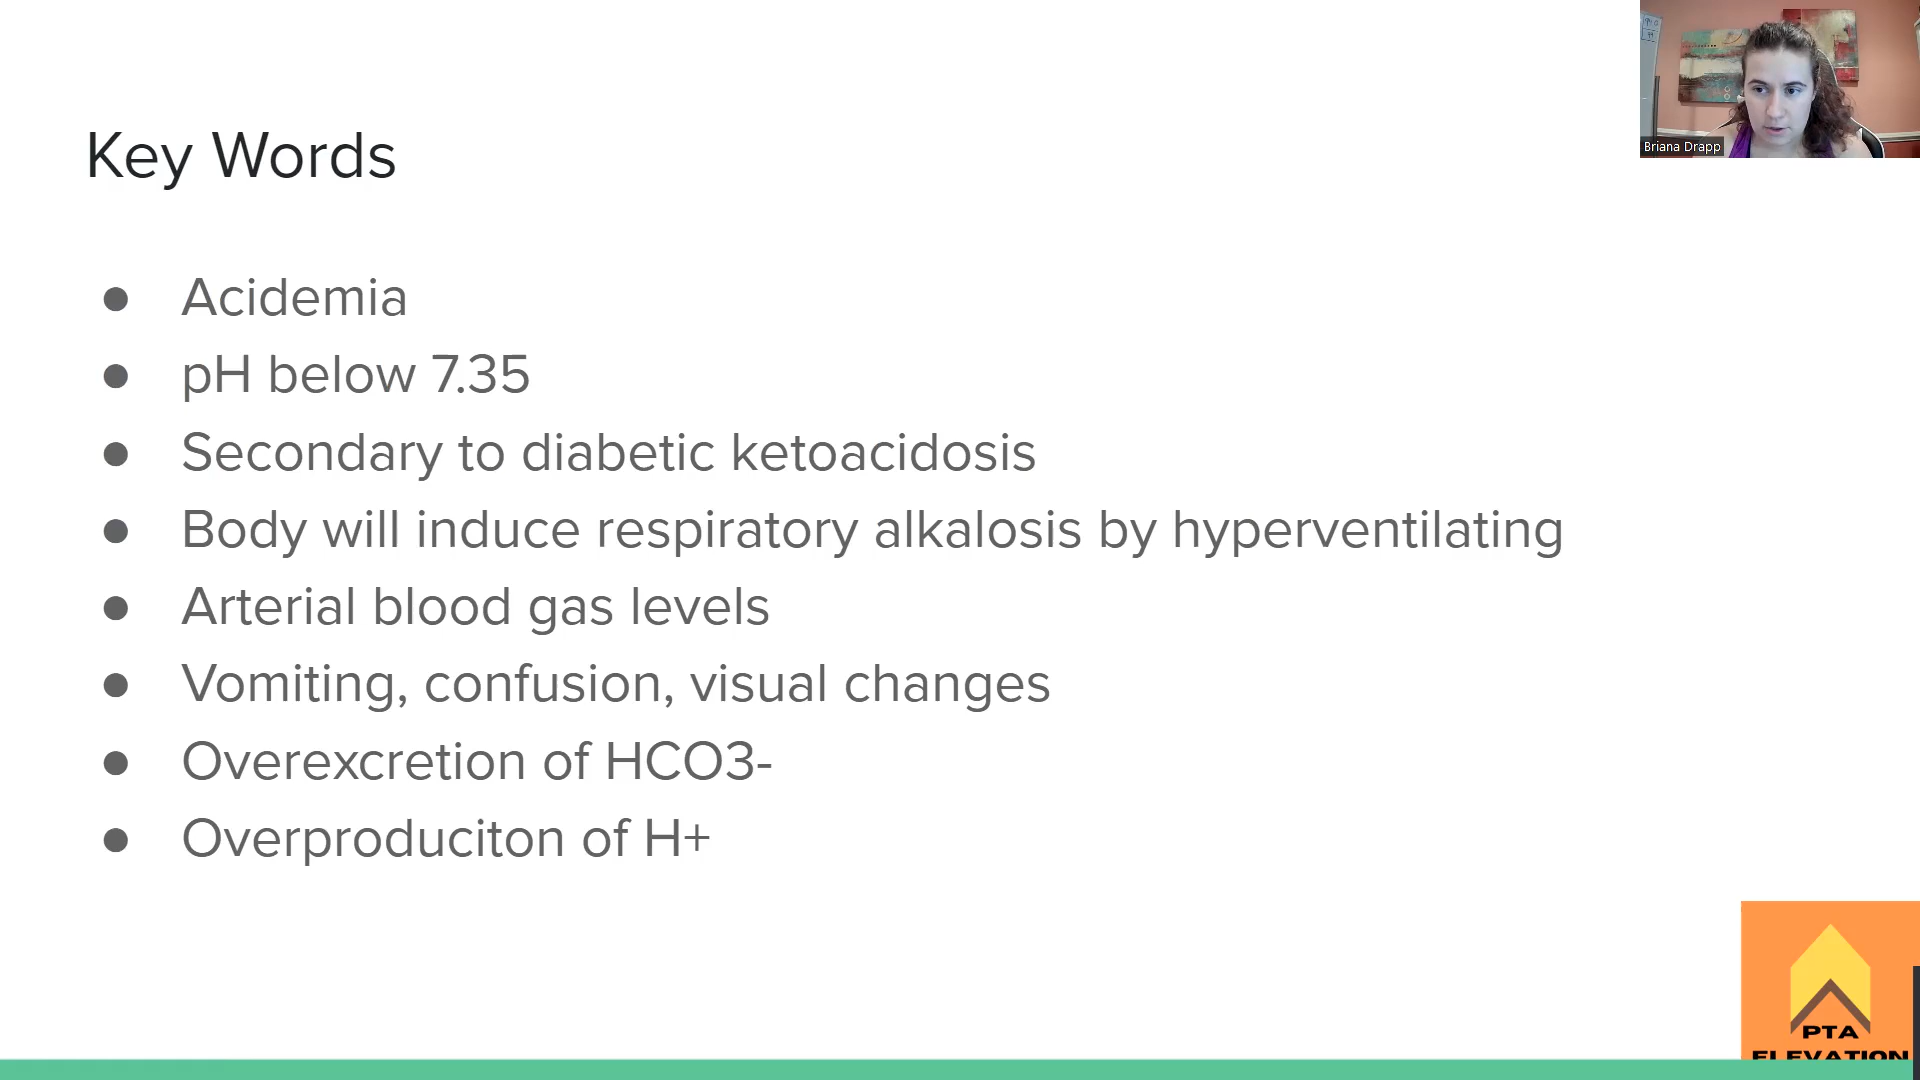 Briana Drapp
Key Words
● Acidemia
● pH below 7.35
● Secondary to diabetic ketoacidosis
● Body will induce respiratory alkalosis by hyperventilating
● Arterial blood gas levels
● Vomiting, confusion, visual changes
● Overexcretion of HCO3-
● Overproduciton of H+
PTA
ELEVATION